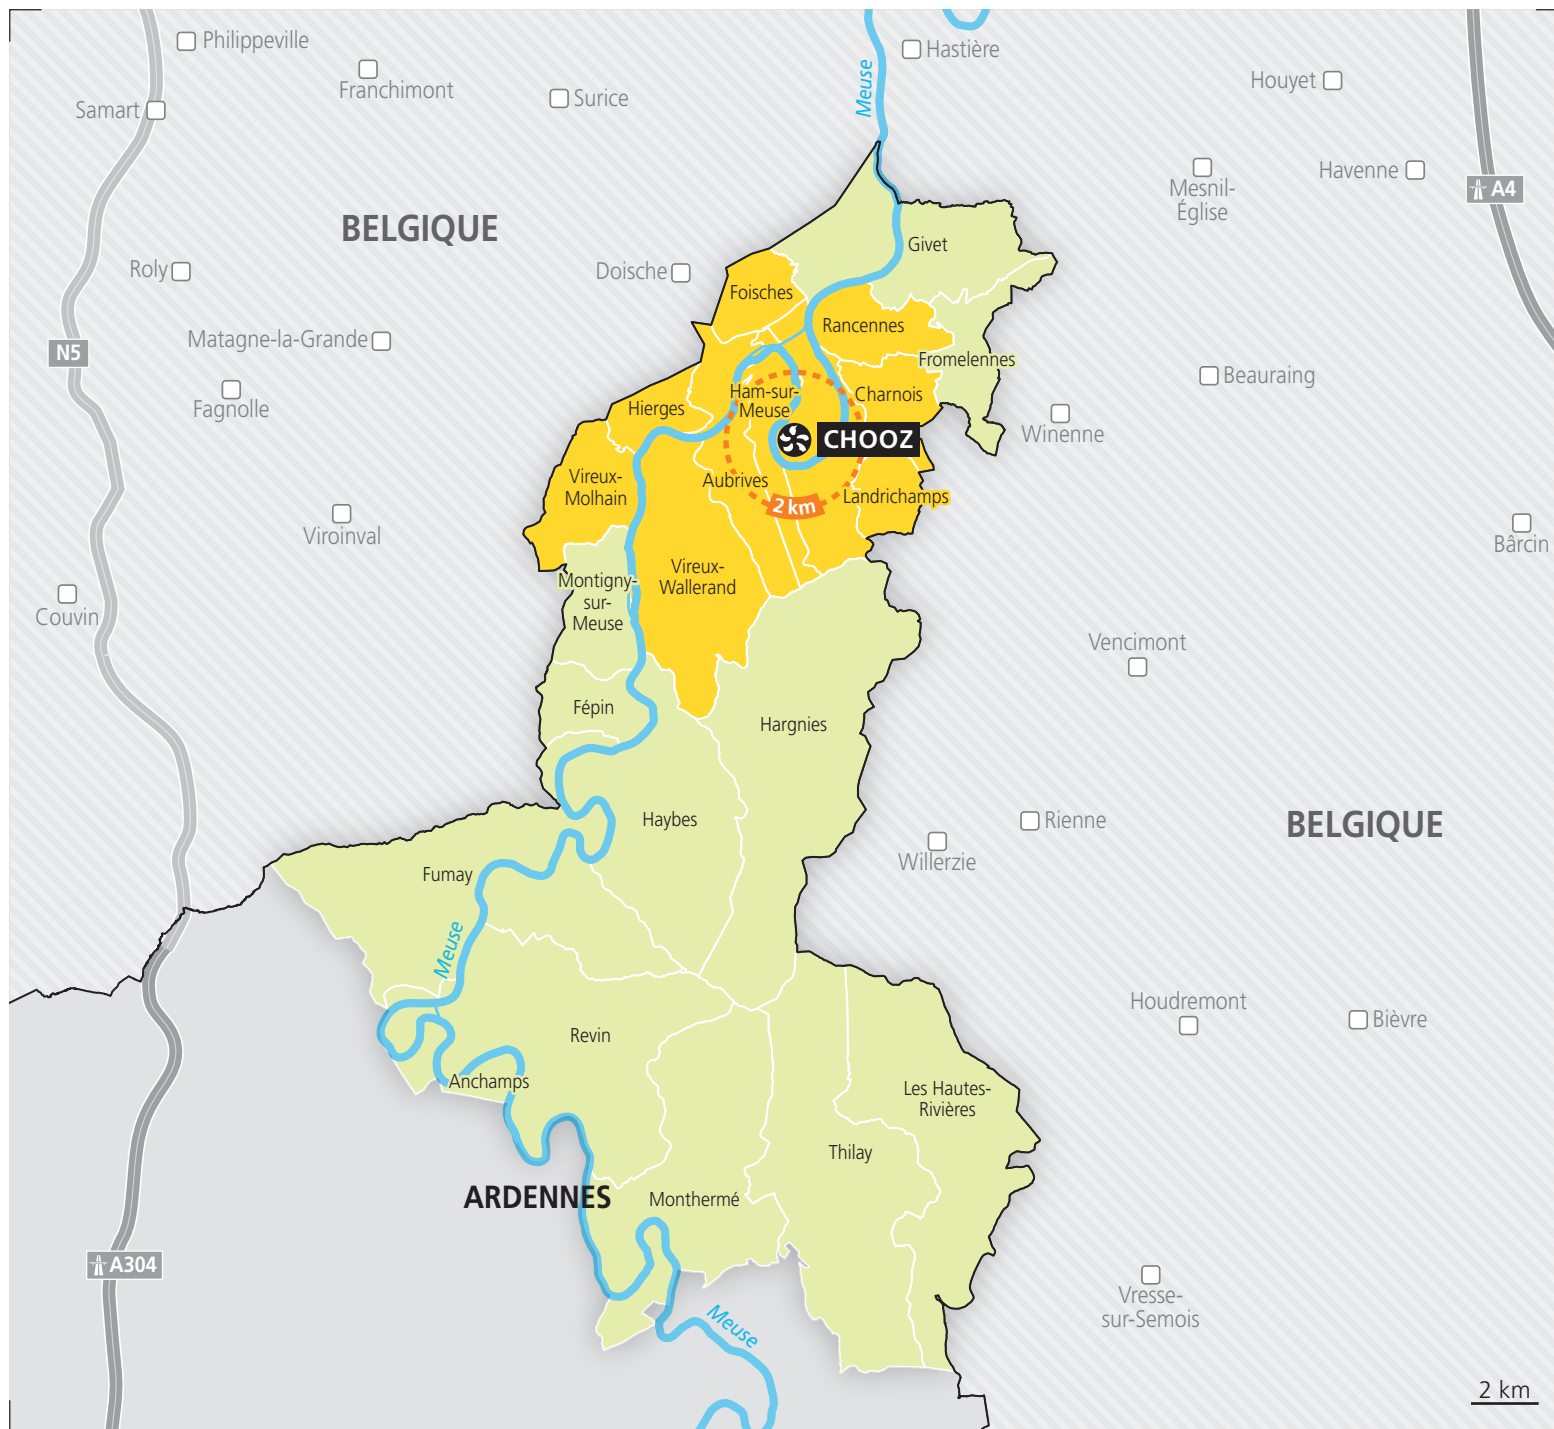 Philippeville
Hastière
Franchimont
Surice
Samart
Houyet
Meuse
Mesnil-
Église
Havenne
A4
BELGIQUE
Givet
Roly
Doische
Foisches
Rancennes
N5
Matagne-la-Grande
Fromelennes
Beauraing
Fagnolle
Hierges
Ham-sur-
Meuse
Charnois
Winenne
CHOOZ
Vireux-
Molhain
Aubrives
Landrichamps
2 km
Viroinval
Bârcin
Vireux-
Wallerand
Montigny-
sur-
Meuse
Couvin
Vencimont
Fépin
Hargnies
Haybes
Rienne
BELGIQUE
Willerzie
Fumay
Meuse
Houdremont
Bièvre
Revin
Anchamps
Les Hautes-
Rivières
Thilay
ARDENNES
Monthermé
A304
Vresse-
sur-Semois
Meuse
2 km